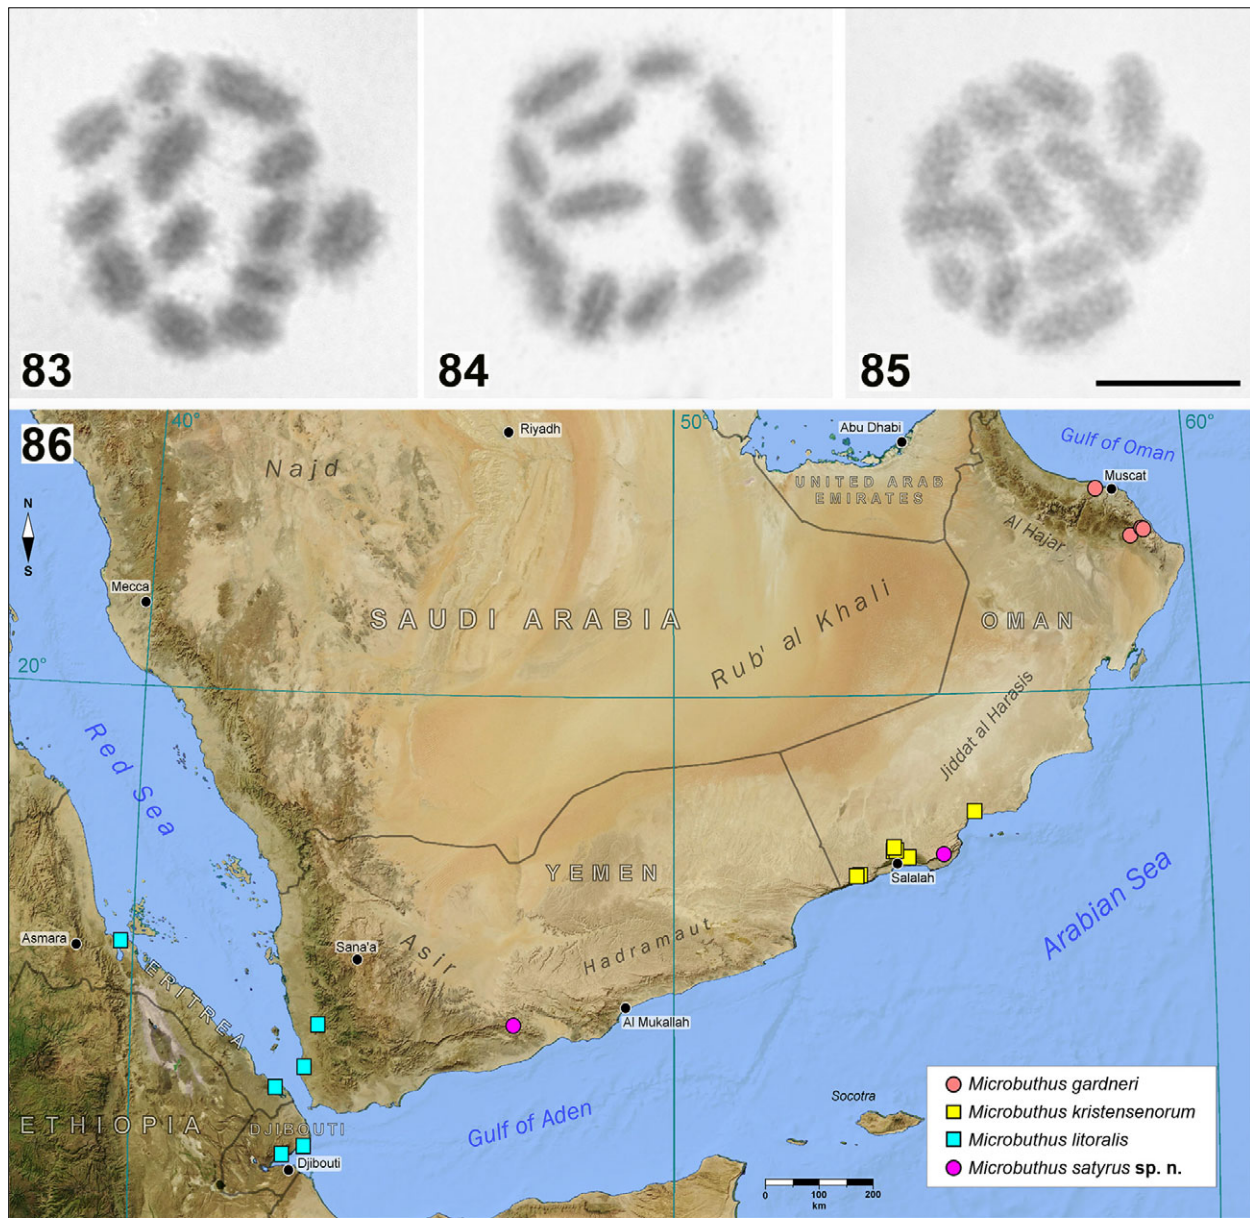 83
84
85
86
40°
50°
60°
20°
N
S
Najd
Riyadh
Abu Dhabi
Gulf of Oman
Muscat
UNITED ARAB
EMIRATES
Al Hajar
Mecca
SAUDI ARABIA
Rub' al Khali
OMAN
Jiddat al Harasis
Red Sea
YEMEN
Salalah
Arabian Sea
Asmara
ERITREA
Sana'a
Asir
Hadramaut
Al Mukallah
ETHIOPIA
DJIBOUTI
Djibouti
Gulf of Aden
Socotra
0 100 200
km
Microbuthus gardneri
Microbuthus kristensenorum
Microbuthus litoralis
Microbuthus satyrus sp. n.